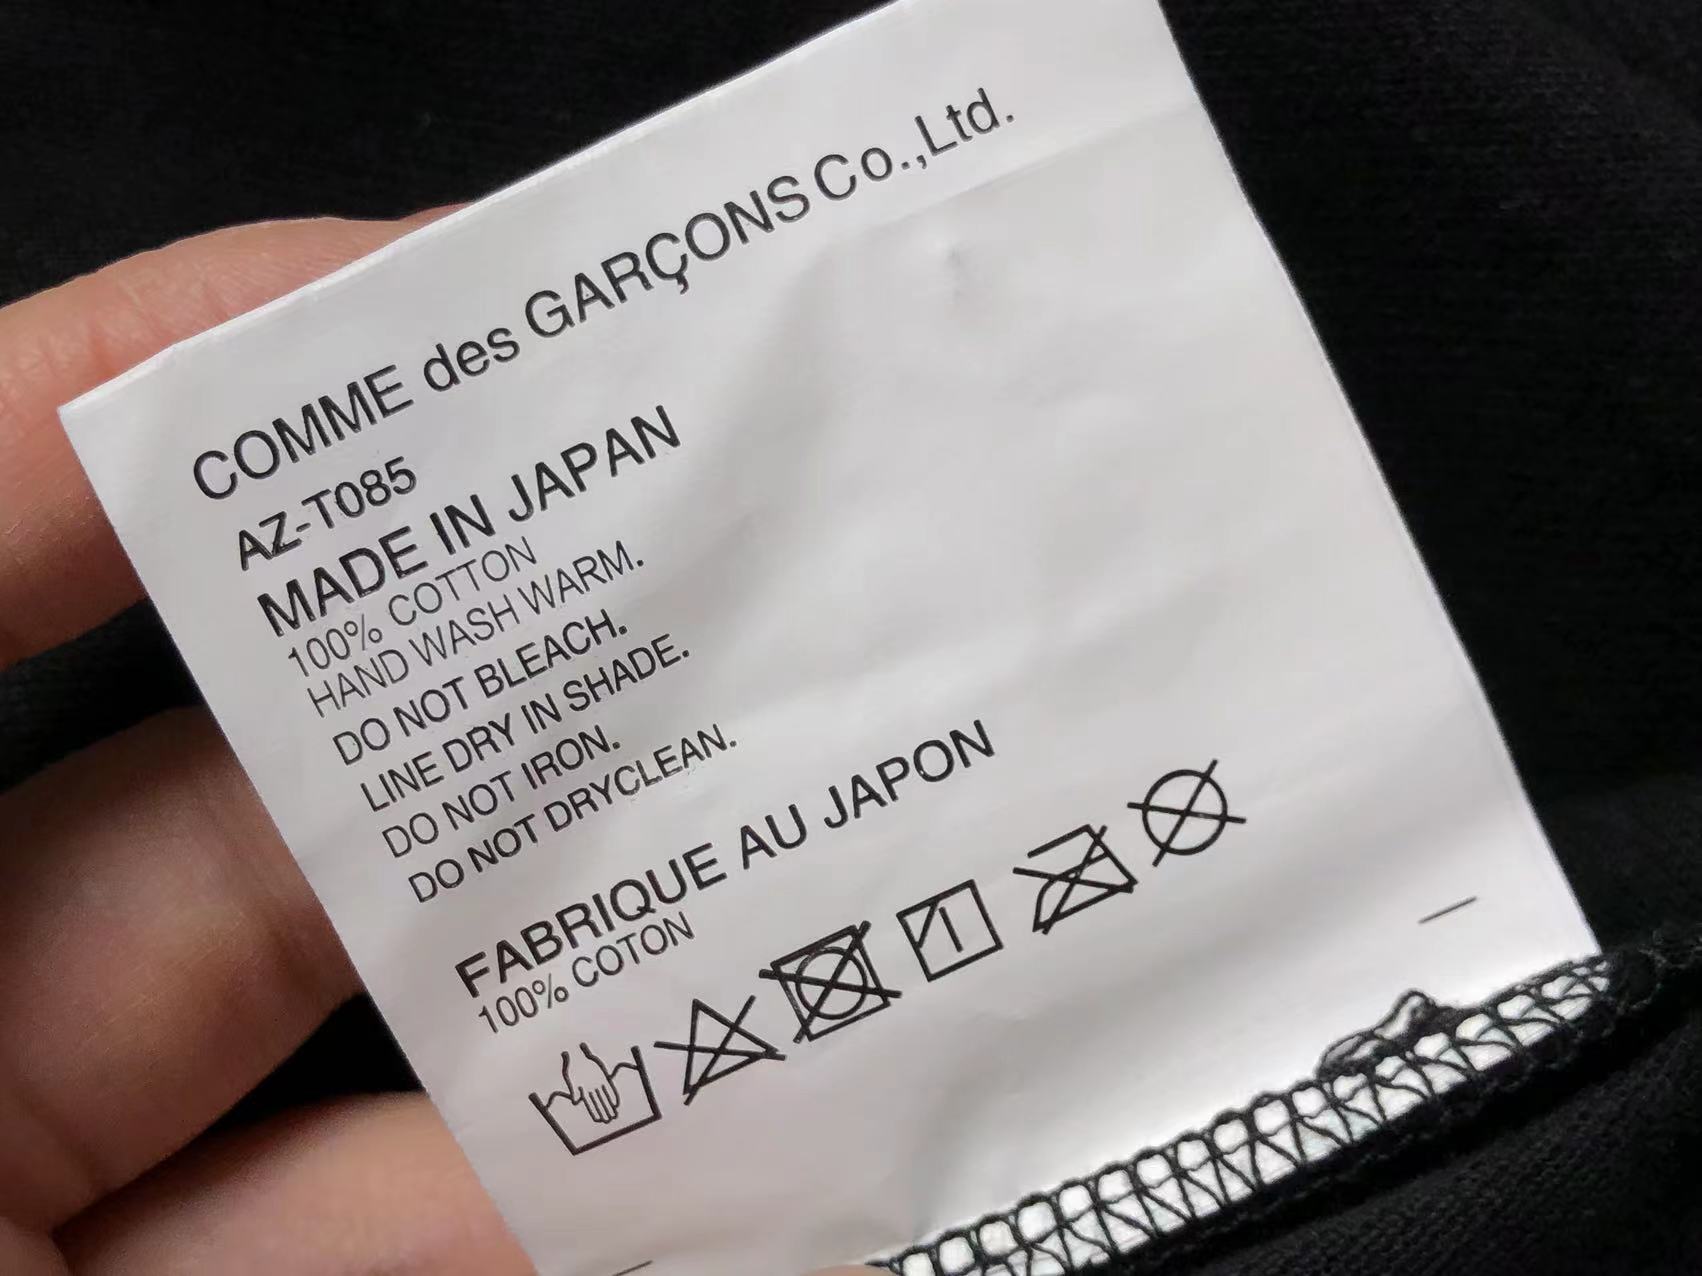 COMME des GARÇONS Co.,Ltd.
AZ-T085
MADE IN JAPAN
100% COTTON
HAND WASH WARM.
DO NOT BLEACH.
LINE DRY IN SHADE.
DO NOT IRON.
DO NOT DRYCLEAN.
FABRIQUE AU JAPON
100% COTON